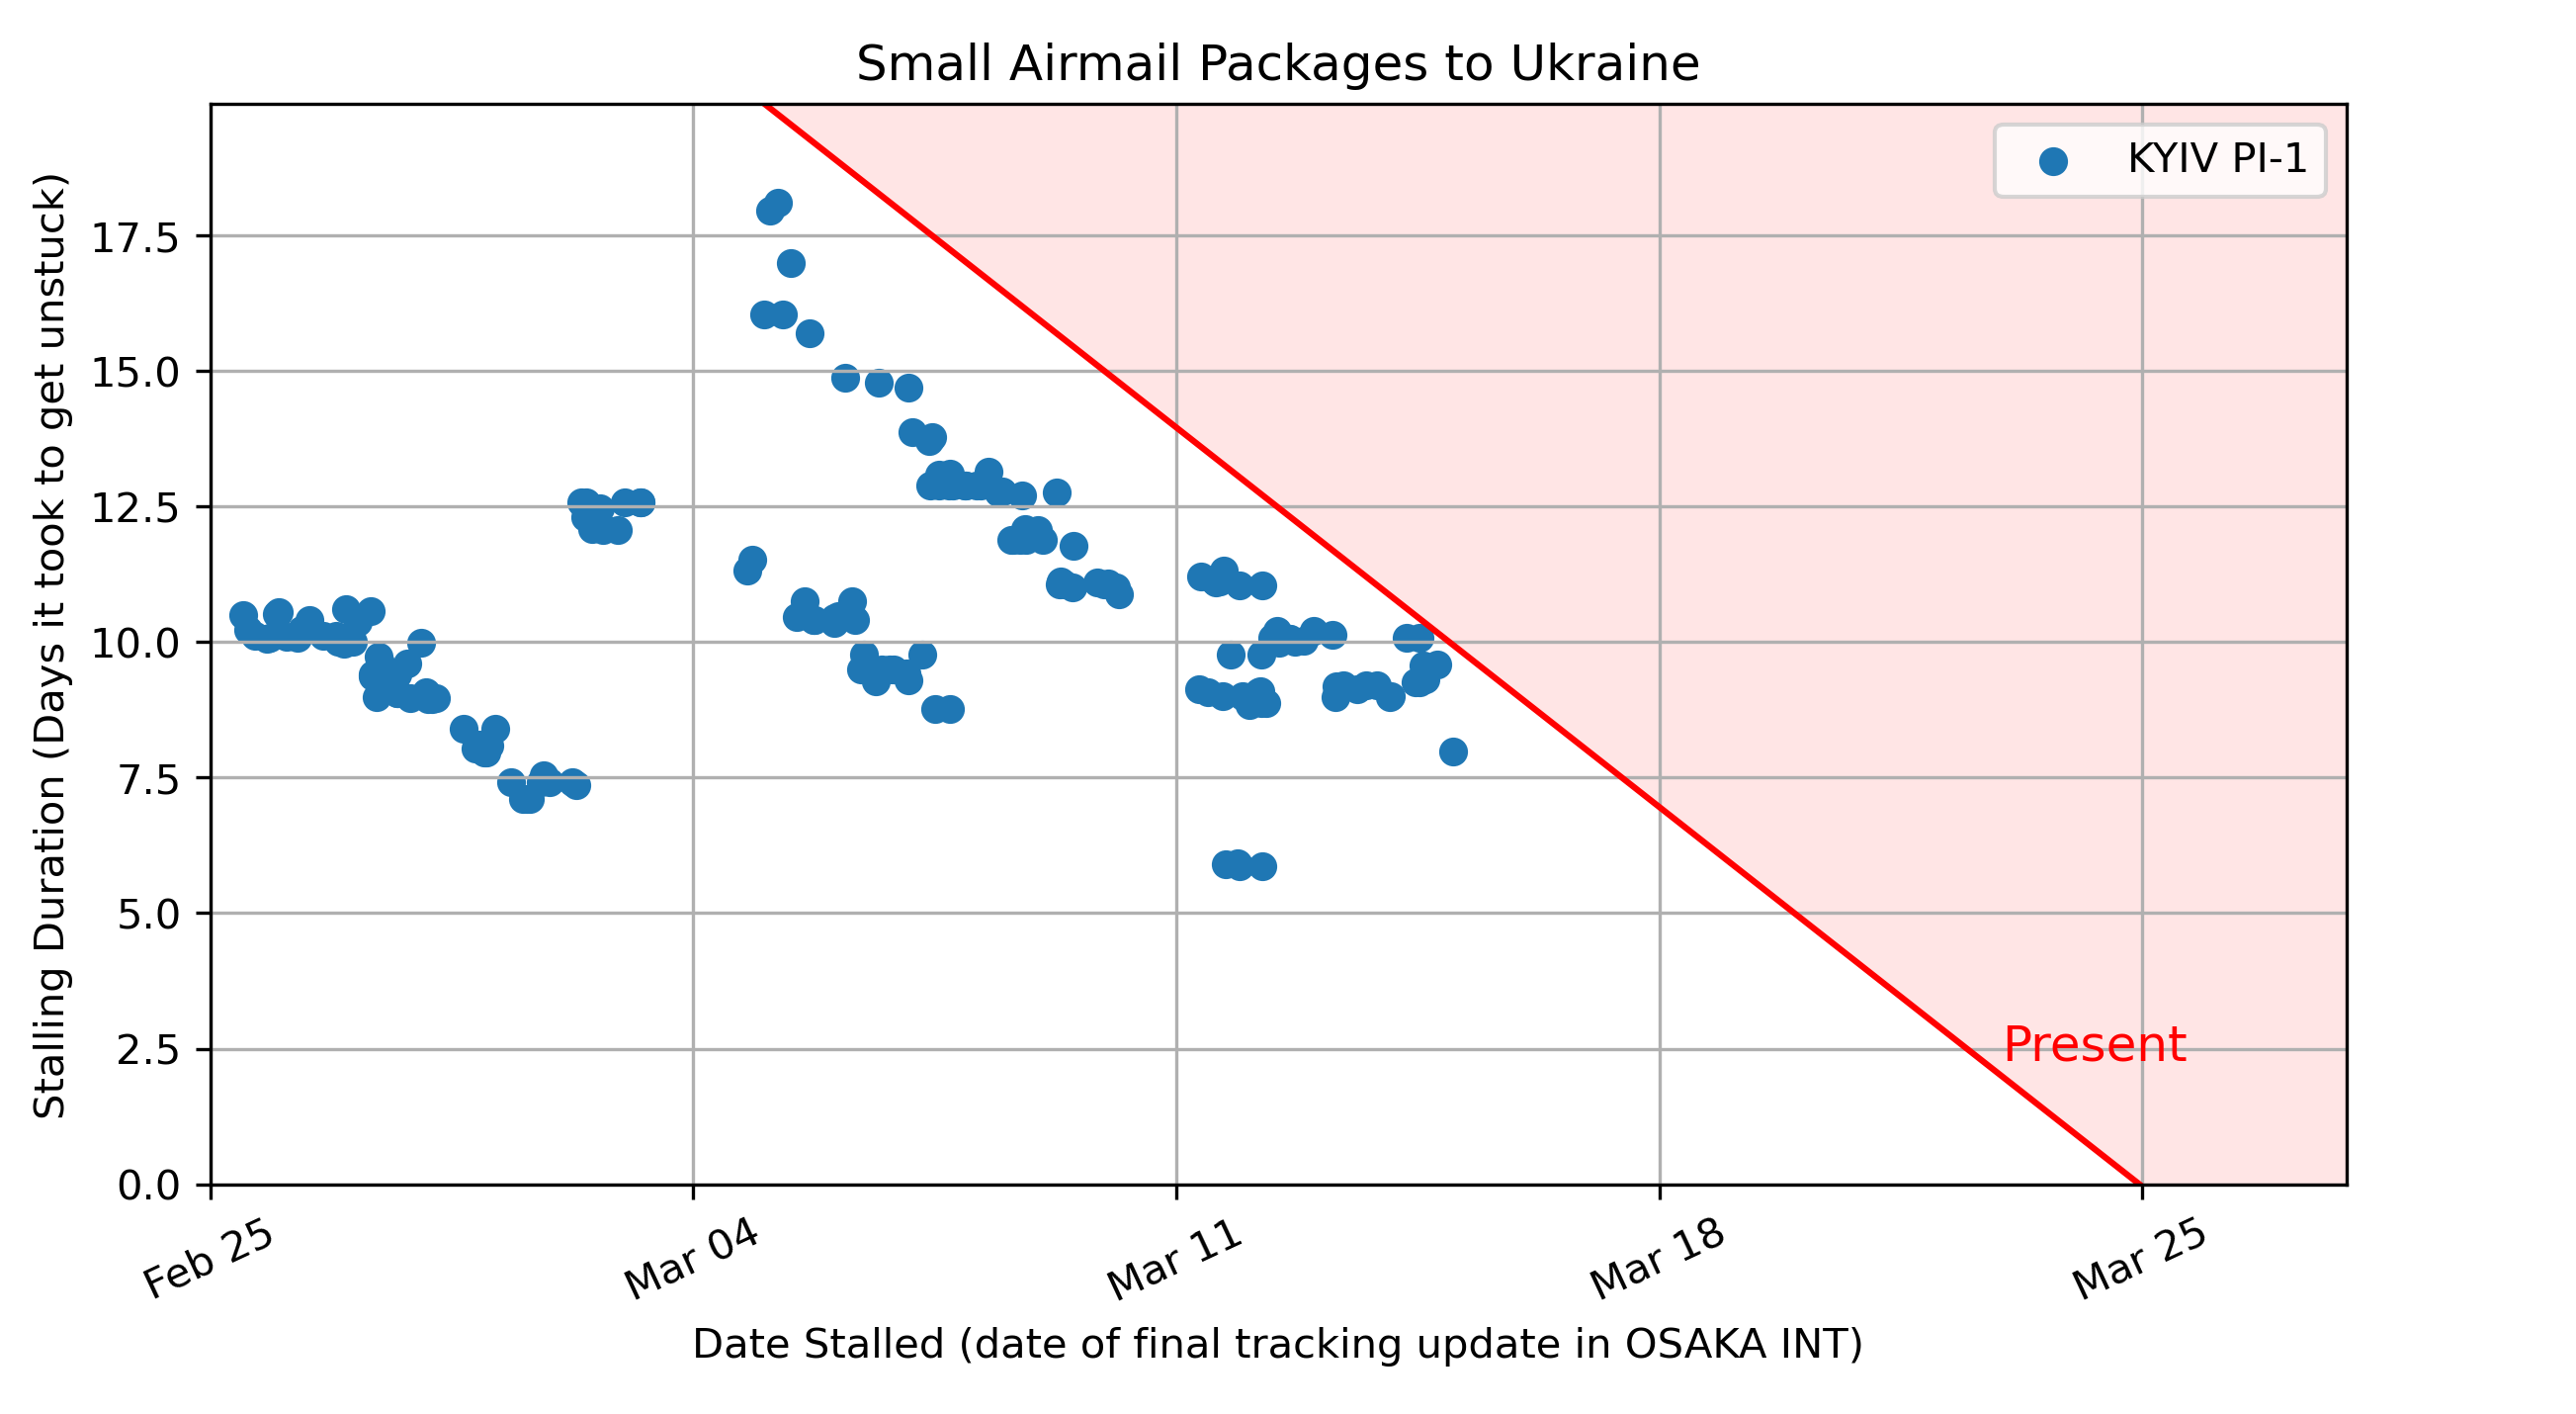 Small Airmail Packages to Ukraine
KYIV PI-1
Stalling Duration (Days it took to get unstuck)
17.5
15.0
12.5
10.0
7.5
5.0
2.5
0.0
Present
Feb 25
Mar 04
Mar 11
Mar 18
Mar 25
Date Stalled (date of final tracking update in OSAKA INT)